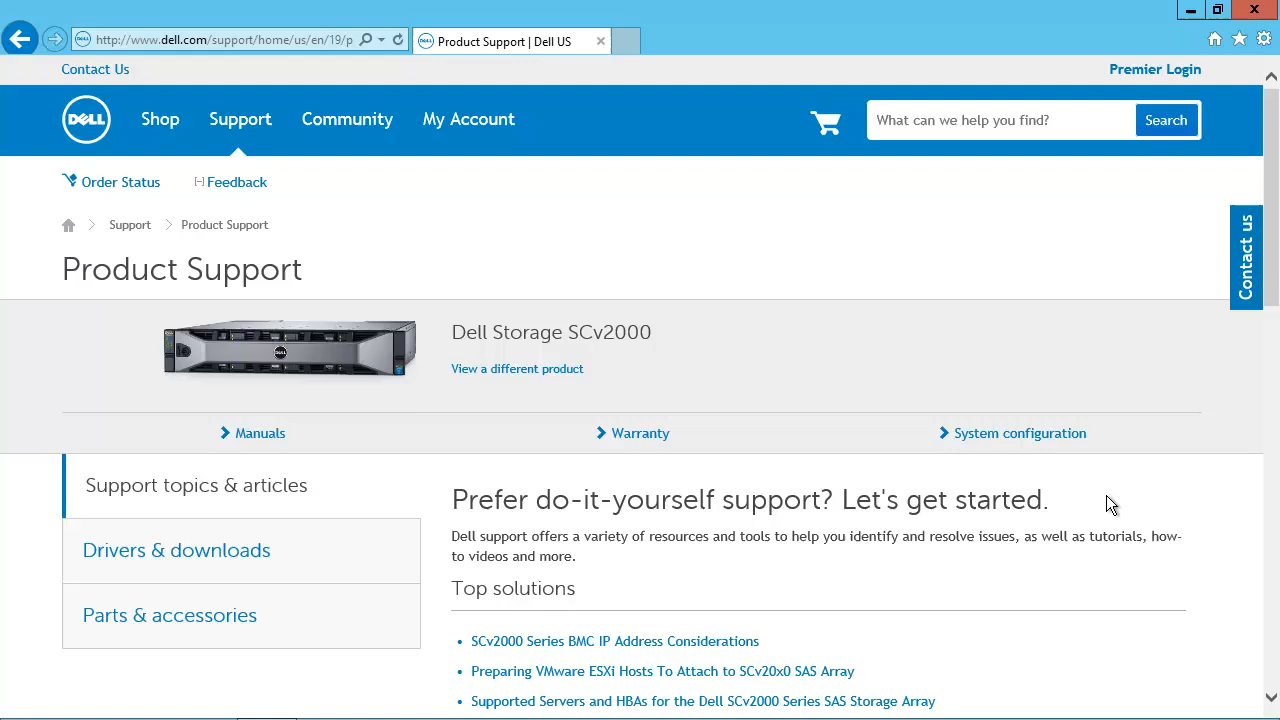 http://www.dell.com/support/home/us/en/19/p
Product Support | Dell US
Contact Us
Premier Login
DELL
Shop
Support
Community
My Account
What can we help you find?
Search
Order Status
Feedback
Support
Product Support
Contact us
Product Support
DELL
Dell Storage SCv2000
View a different product
Manuals
Warranty
System configuration
Support topics & articles
Drivers & downloads
Parts & accessories
Prefer do-it-yourself support? Let's get started.
Dell support offers a variety of resources and tools to help you identify and resolve issues, as well as tutorials, how-
to videos and more.
Top solutions
• SCv2000 Series BMC IP Address Considerations
• Preparing VMware ESXi Hosts To Attach to SCv20x0 SAS Array
• Supported Servers and HBAs for the Dell SCv2000 Series SAS Storage Array